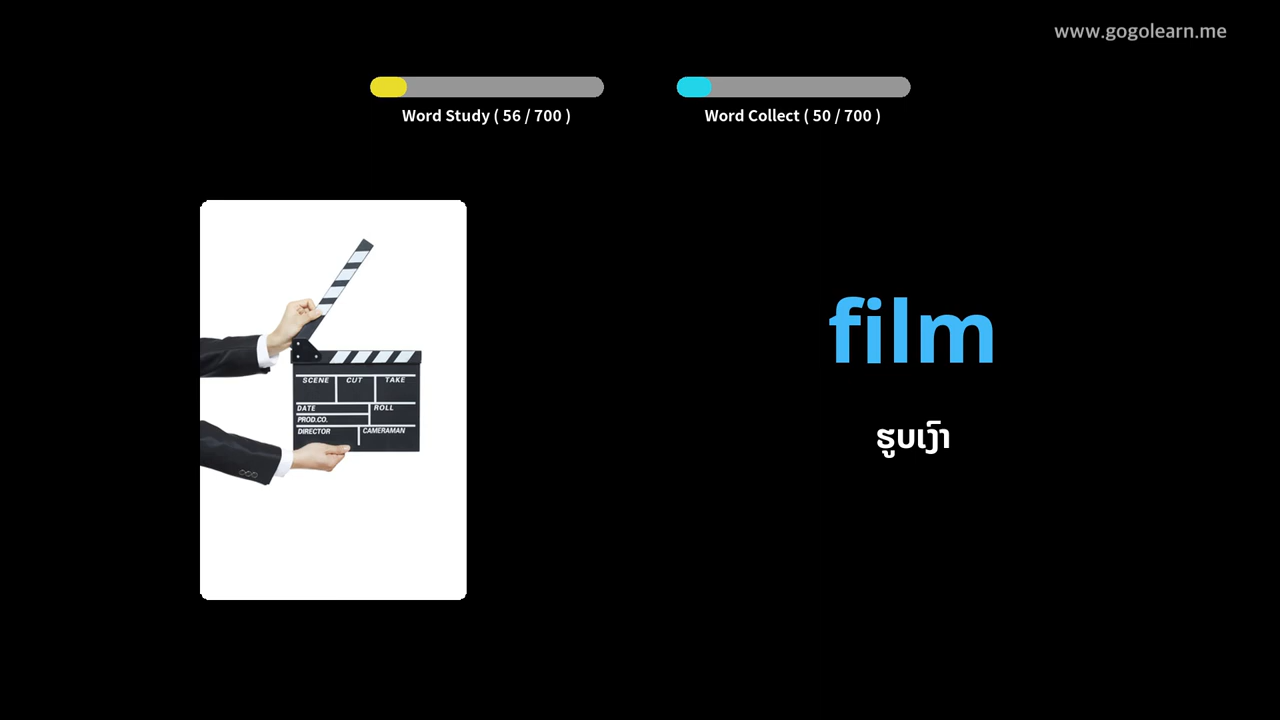 www.gogolearn.me
Word Study ( 56 / 700 )
Word Collect ( 50 / 700 )
SCENE CUT TAKE
DATE ROLL
PROD.CO.
DIRECTOR CAMERAMAN
film
ຮູບເງົາ